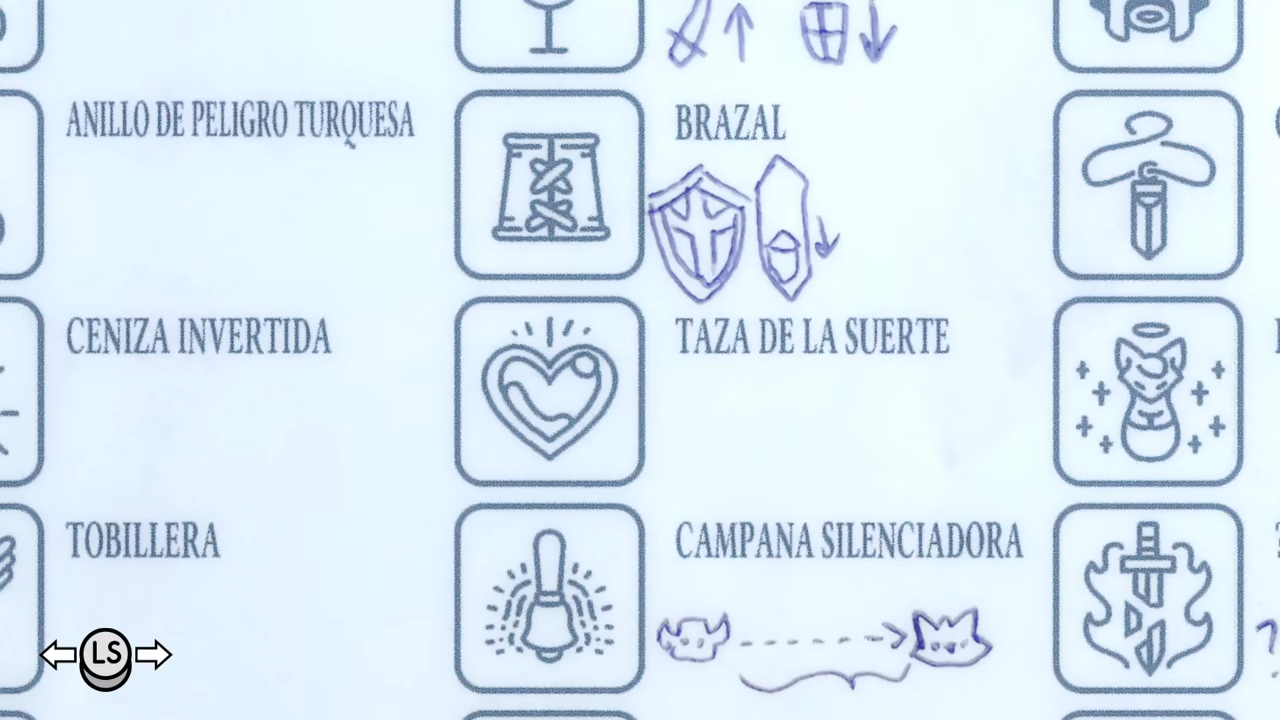 ANILLO DE PELIGRO TURQUESA
BRAZAL
CENIZA INVERTIDA
TAZA DE LA SUERTE
TOBILLERA
CAMPANA SILENCIADORA
?
LS